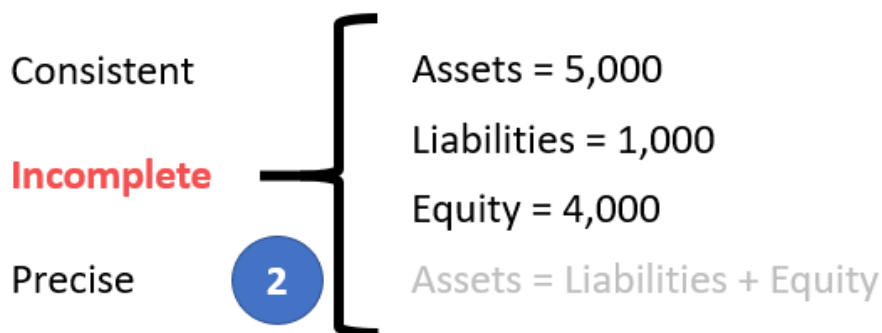 Consistent
Incomplete
Precise
2
Assets = 5,000
Liabilities = 1,000
Equity = 4,000
Assets = Liabilities + Equity